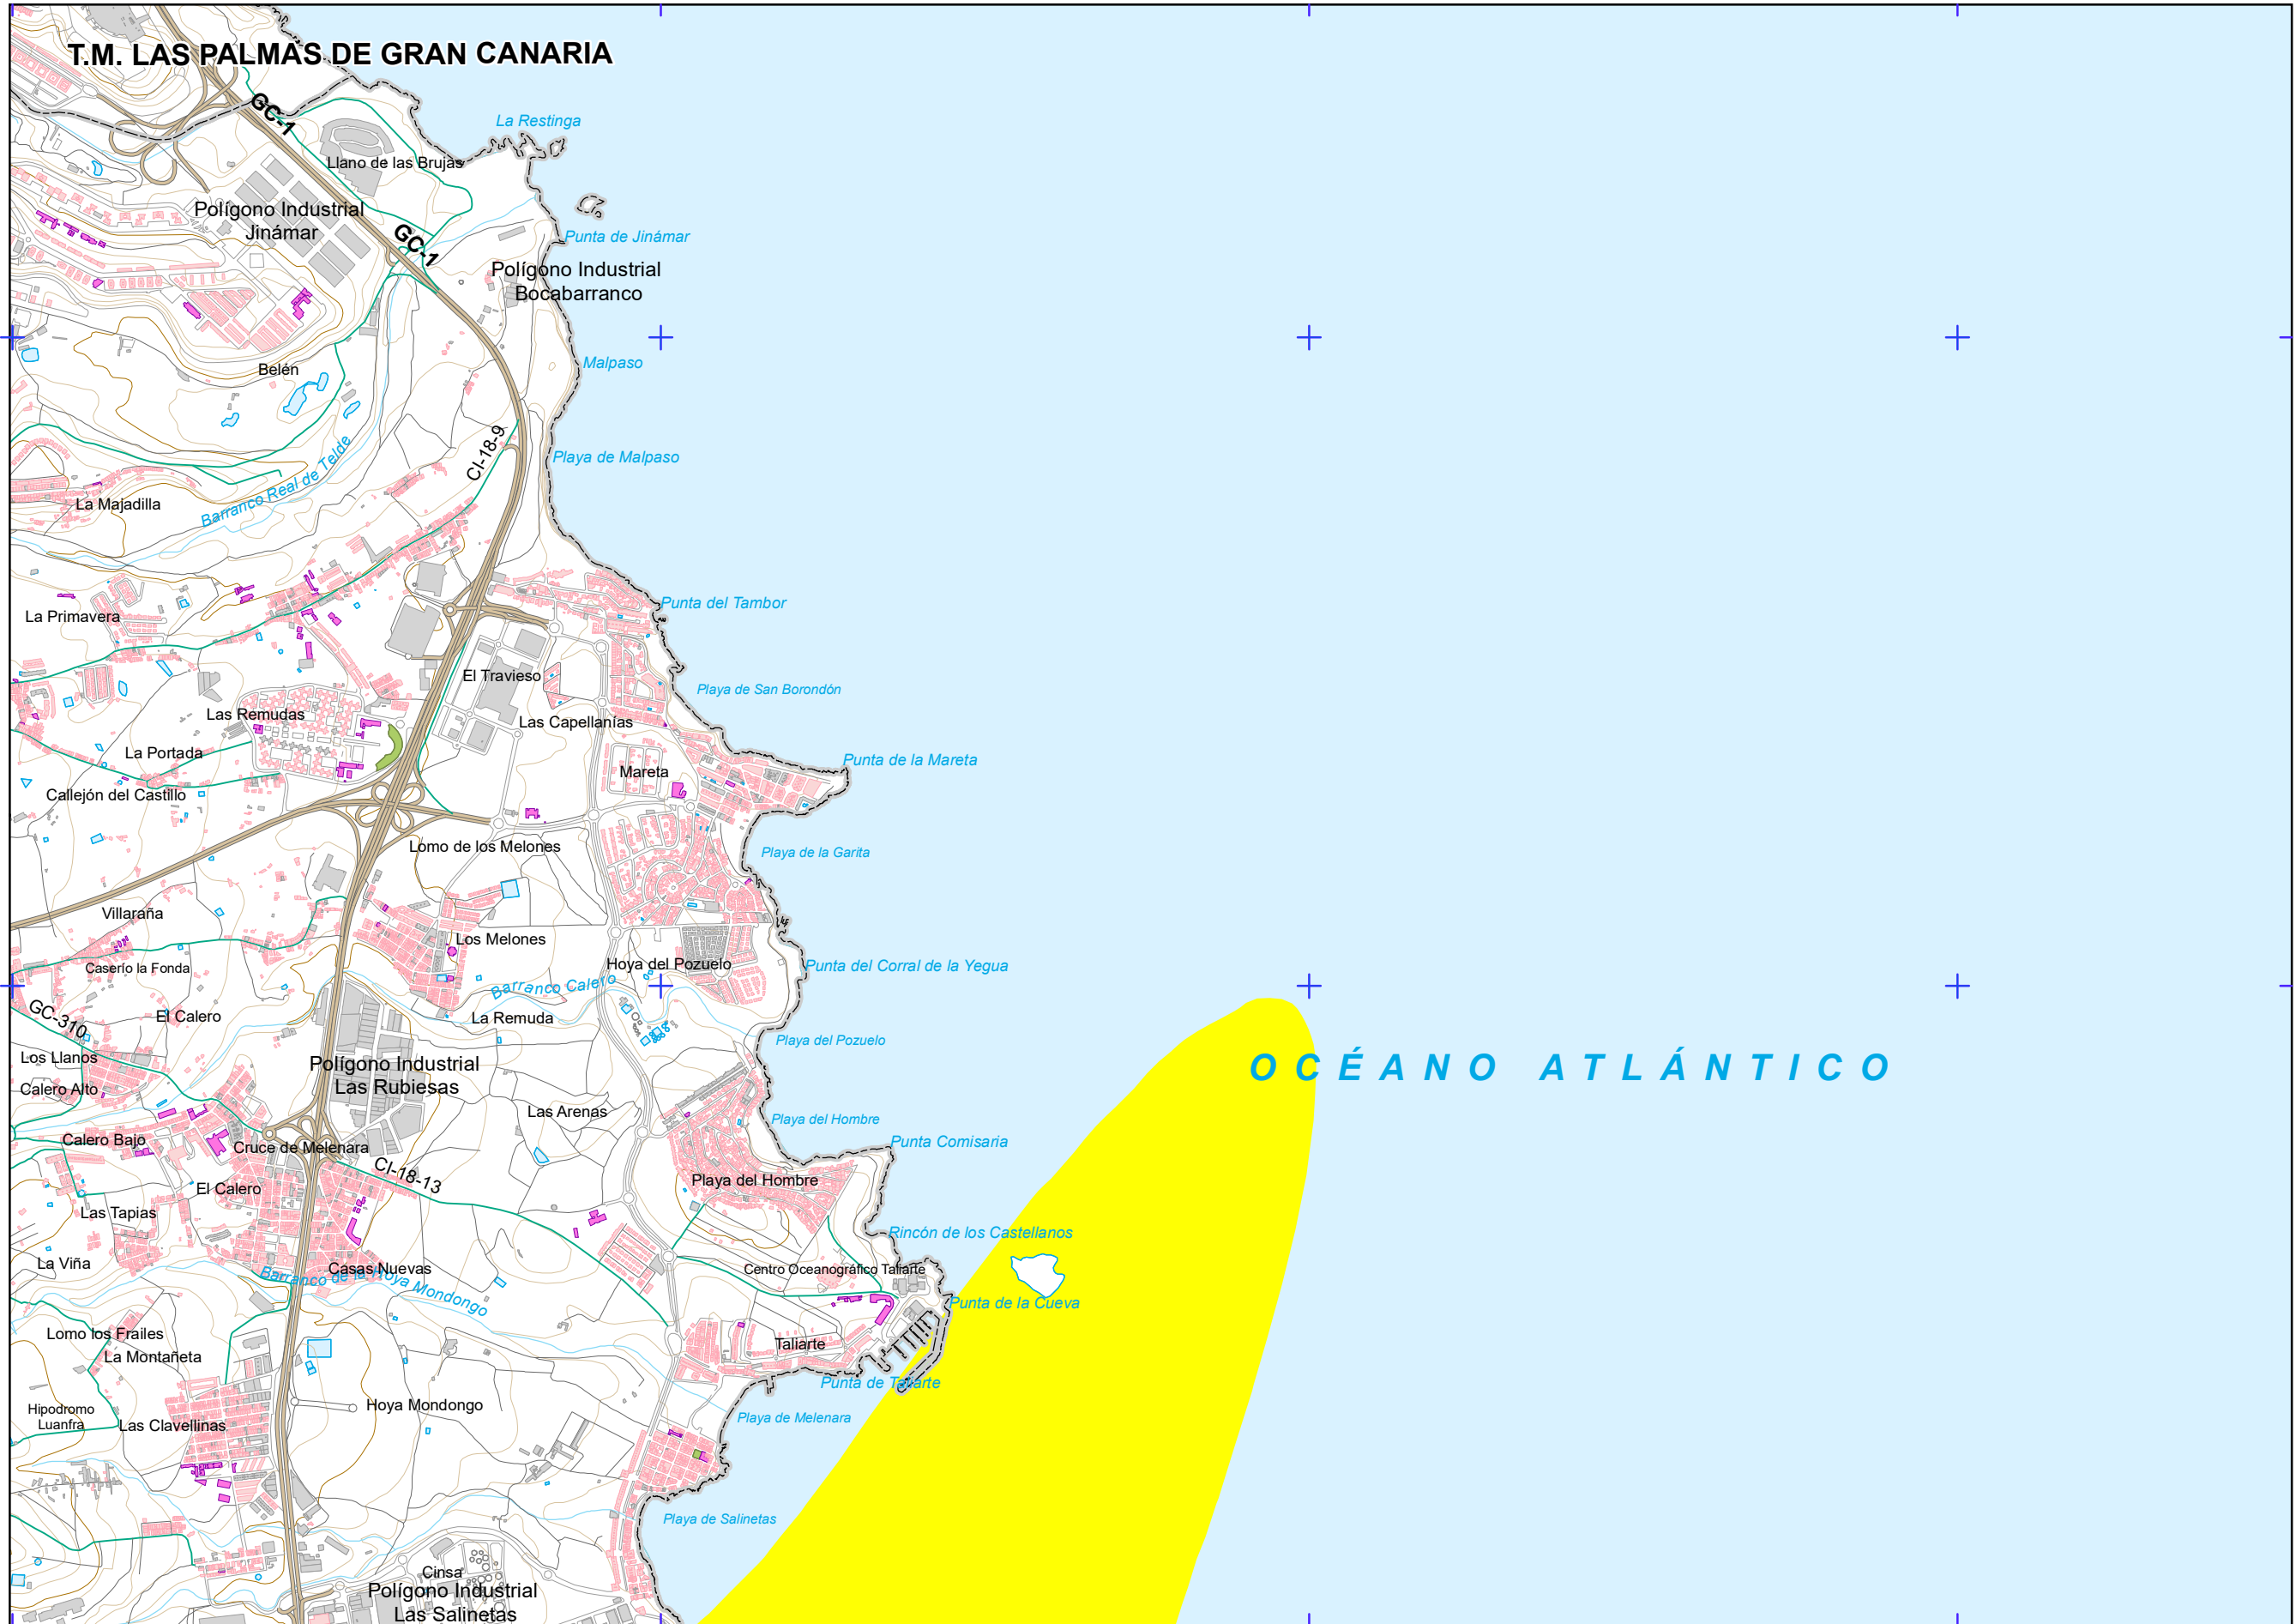 T.M. LAS PALMAS DE GRAN CANARIA
GC-1
La Restinga
Llano de las Brujas
Polígono Industrial
Jinámar
GC-1
Punta de Jinámar
Polígono Industrial
Bocabarranco
Malpaso
Belén
CI-18-9
Playa de Malpaso
Barranco Real de Telde
La Majadilla
Punta del Tambor
La Primavera
El Travieso
Playa de San Borondón
Las Remudas
Las Capellanías
La Portada
Punta de la Mareta
Mareta
Callejón del Castillo
Lomo de los Melones
Playa de la Garita
Villaraña
Los Melones
Caserío la Fonda
Hoya del Pozuelo
Punta del Corral de la Yegua
Barranco Calero
GC-310
El Calero
La Remuda
Playa del Pozuelo
Los Llanos
Polígono Industrial
Las Rubiesas
OCÉANO ATLÁNTICO
Calero Alto
Las Arenas
Playa del Hombre
Calero Bajo
Cruce de Melenara
Punta Comisaria
CI-18-13
El Calero
Playa del Hombre
Las Tapias
Rincón de los Castellanos
La Viña
Casas Nuevas
Barranco de la Hoya Mondongo
Centro Oceanográfico Taliarte
Punta de la Cueva
Lomo los Frailes
La Montañeta
Taliarte
Punta de Taliarte
Hipodromo
Luanfra
Hoya Mondongo
Las Clavellinas
Playa de Melenara
Playa de Salinetas
Cinsa
Polígono Industrial
Las Salinetas